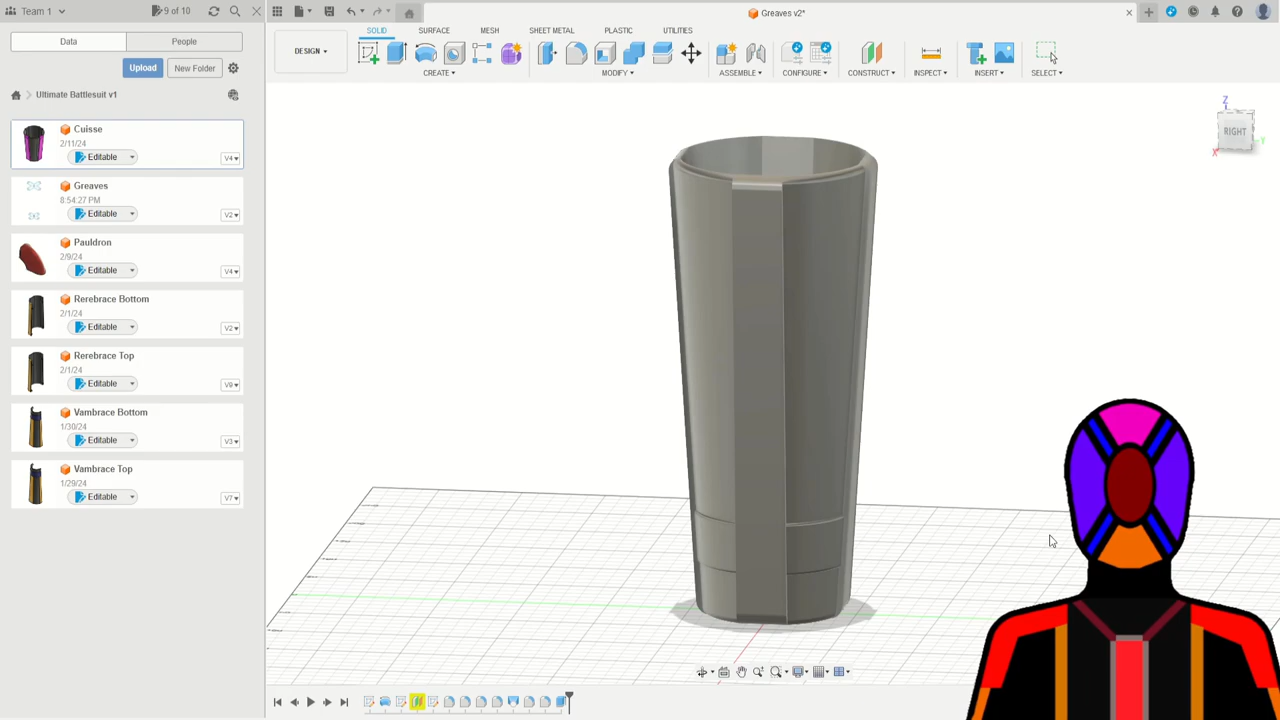 Team 1
9 of 10
Greaves v2*
Data
People
Upload
New Folder
Ultimate Battlesuit v1
Cuisse
2/11/24
Editable
V4
Greaves
8:54:27 PM
Editable
V2
Pauldron
2/9/24
Editable
V4
Rerebrace Bottom
2/1/24
Editable
V2
Rerebrace Top
2/1/24
Editable
V9
Vambrace Bottom
1/30/24
Editable
V3
Vambrace Top
1/29/24
Editable
V7
DESIGN
SOLID
SURFACE
MESH
SHEET METAL
PLASTIC
UTILITIES
CREATE
MODIFY
ASSEMBLE
CONFIGURE
CONSTRUCT
INSPECT
INSERT
SELECT
Z
RIGHT
X
Y